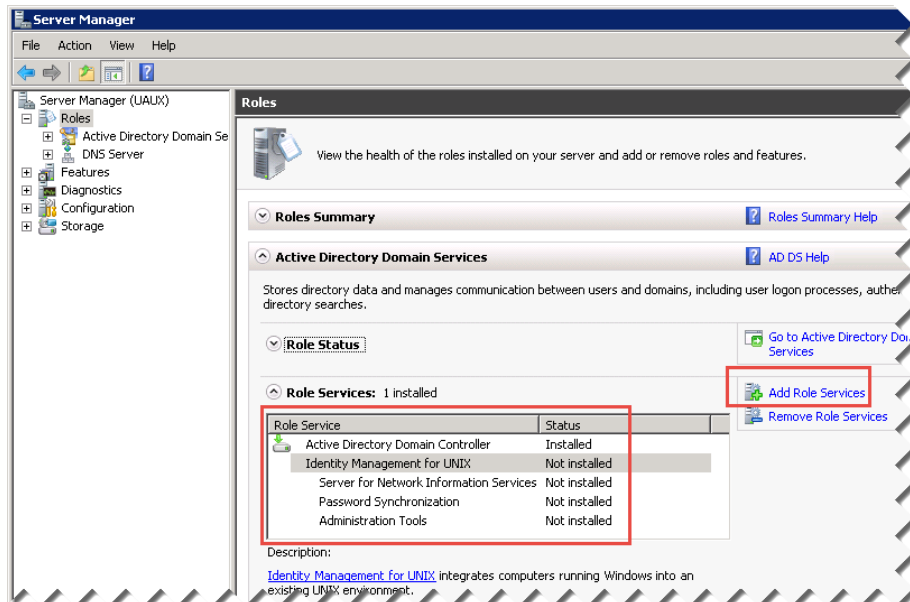 Server Manager
File Action View Help
Server Manager (UAUX)
Roles
Active Directory Domain Se
DNS Server
Features
Diagnostics
Configuration
Storage
Roles
View the health of the roles installed on your server and add or remove roles and features.
Roles Summary
Roles Summary Help
Active Directory Domain Services
AD DS Help
Stores directory data and manages communication between users and domains, including user logon processes, authe
directory searches.
Role Status
Go to Active Directory Do
Services
Role Services: 1 installed
Add Role Services
Remove Role Services
Role Service Status
Active Directory Domain Controller Installed
Identity Management for UNIX Not installed
Server for Network Information Services Not installed
Password Synchronization Not installed
Administration Tools Not installed
Description:
Identity Management for UNIX integrates computers running Windows into an
existing UNIX environment.